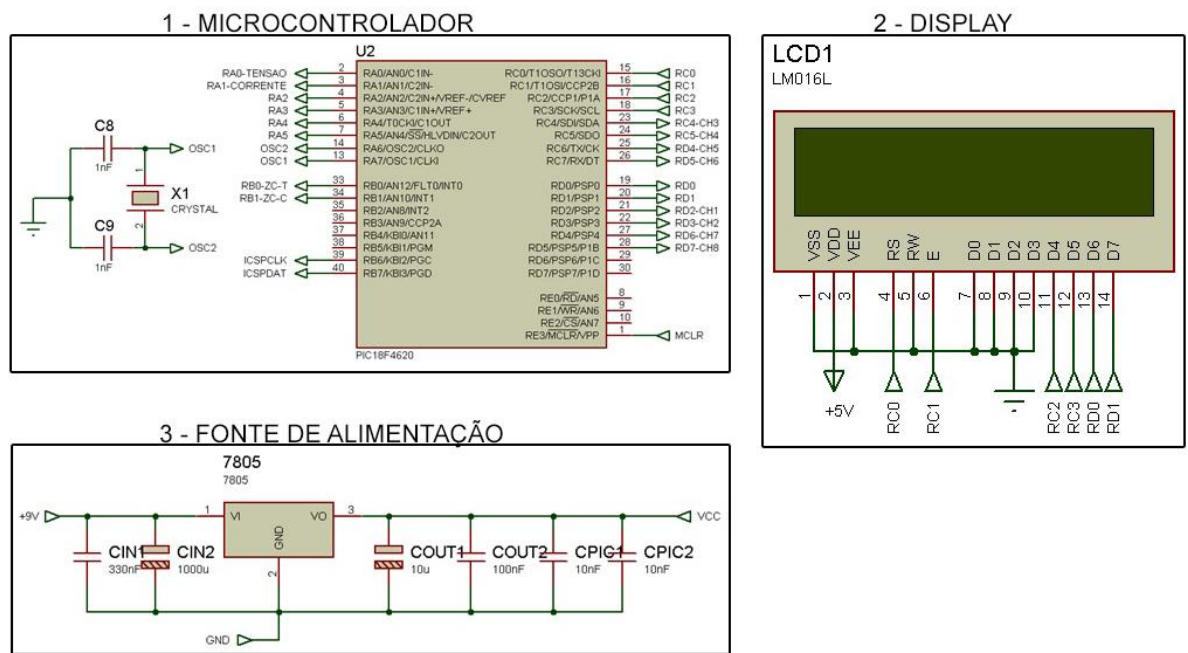 1 - MICROCONTROLADOR
U2
RA0-TENSAO 2 RA0/AN0/C1IN- RC0/T1OSO/T13CKI 15 RC0
RA1-CORRENTE 3 RA1/AN1/C2IN- RC1/T1OSI/CCP2B 16 RC1
RA2 4 RA2/AN2/C2IN+/VREF-/CVREF RC2/CCP1/P1A 17 RC2
RA3 5 RA3/AN3/C1IN+/VREF+ RC3/SCK/SCL 18 RC3
RA4 6 RA4/T0CKI/C1OUT RC4/SDI/SDA 23 RC4-CH3
RA5 7 RA5/AN4/SS/HLVDIN/C2OUT RC5/SDO 24 RC5-CH4
OSC2 14 RA6/OSC2/CLKO RC6/TX/CK 25 RD4-CH5
OSC1 13 RA7/OSC1/CLKI RC7/RX/DT 26 RD5-CH6
RB0-ZC-T 33 RB0/AN12/FLT0/INT0 RD0/PSP0 19 RD0
RB1-ZC-C 34 RB1/AN10/INT1 RD1/PSP1 20 RD1
35 RB2/AN8/INT2 RD2/PSP2 21 RD2-CH1
36 RB3/AN9/CCP2A RD3/PSP3 22 RD3-CH2
37 RB4/KBI0/AN11 RD4/PSP4 27 RD6-CH7
38 RB5/KBI1/PGM RD5/PSP5/P1B 28 RD7-CH8
ICSPCLK 39 RB6/KBI2/PGC RD6/PSP6/P1C 29
ICSPDAT 40 RB7/KBI3/PGD RD7/PSP7/P1D 30
RE0/RD/AN5 8
RE1/WR/AN6 9
RE2/CS/AN7 10
RE3/MCLR/VPP 1 MCLR
PIC18F4620
C8
1nF
OSC1
1
X1
CRYSTAL
2
C9
1nF
OSC2
2 - DISPLAY
LCD1
LM016L
VSS VDD VEE RS RW E D0 D1 D2 D3 D4 D5 D6 D7
1 2 3 4 5 6 7 8 9 10 11 12 13 14
+5V
RC0 RC1 RC2 RC3 RD0 RD1
3 - FONTE DE ALIMENTAÇÃO
7805
7805
+9V 1 VI VO 3 VCC
GND
2
CIN1 CIN2 COUT1 COUT2 CPIC1 CPIC2
330nF 1000u 10u 100nF 10nF 10nF
GND